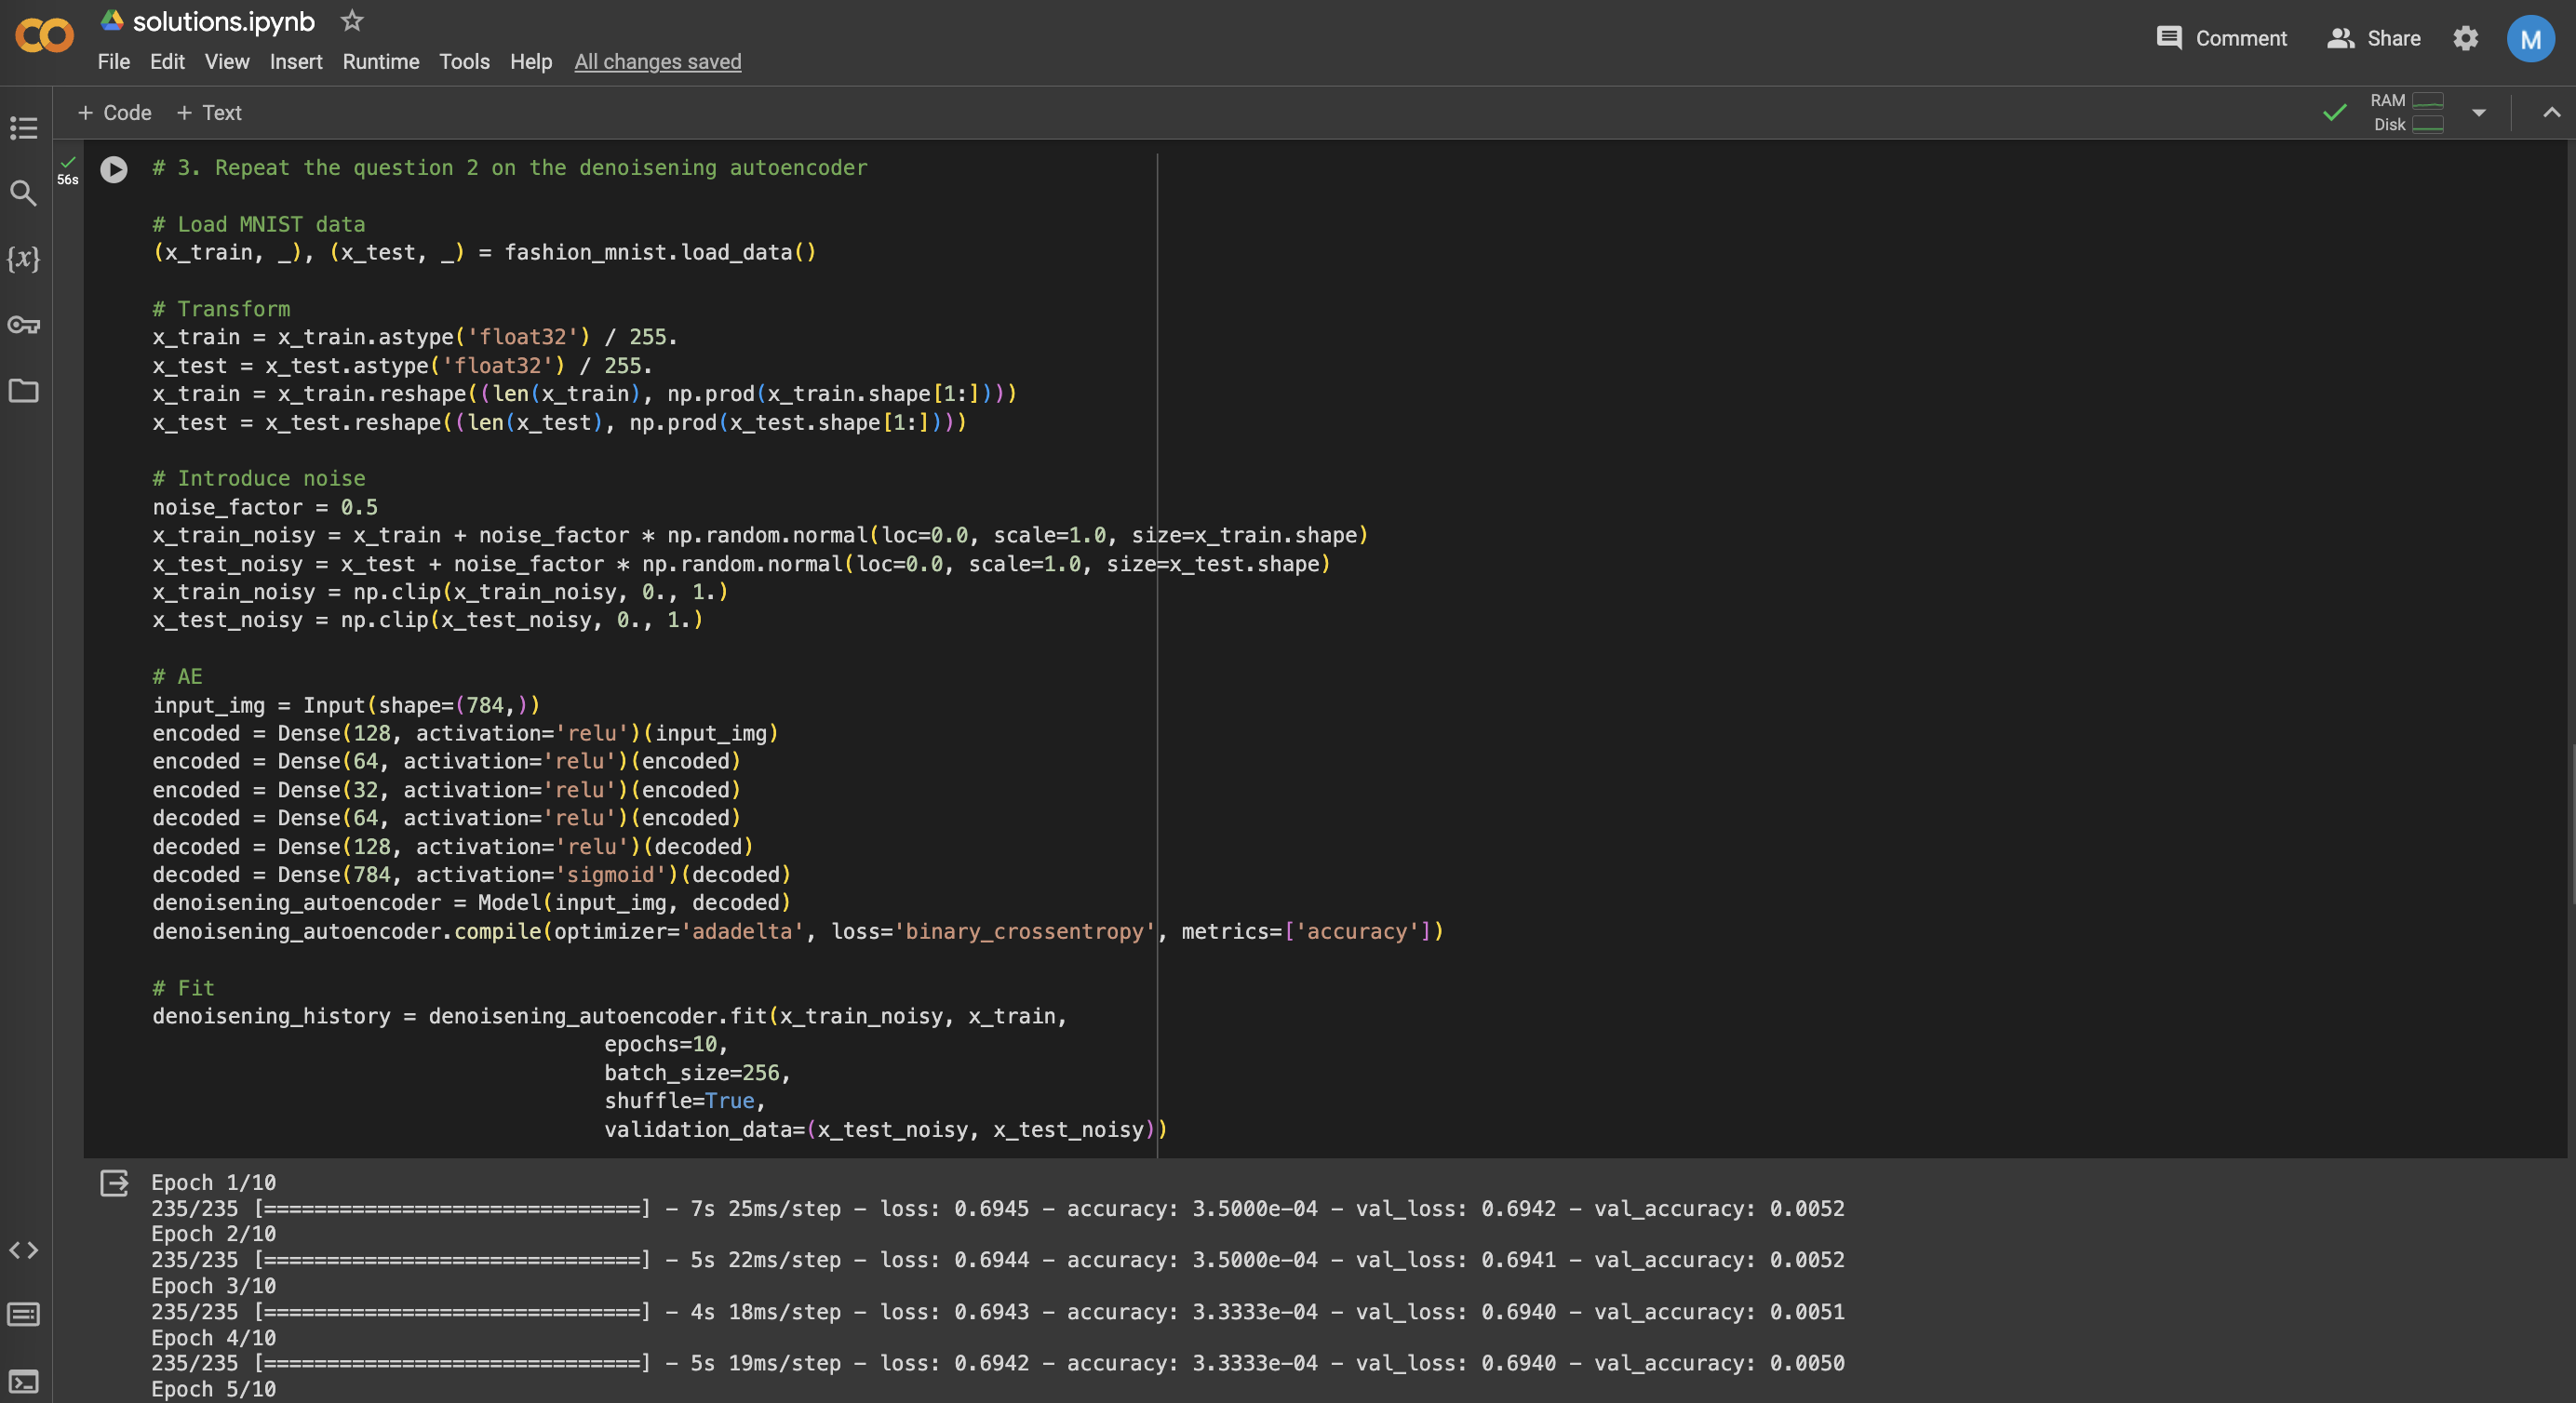 solutions.ipynb
Comment
Share
M
File Edit View Insert Runtime Tools Help All changes saved
+ Code + Text
RAM
Disk
56s
# 3. Repeat the question 2 on the denoisening autoencoder
# Load MNIST data
(x_train, _), (x_test, _) = fashion_mnist.load_data()
# Transform
x_train = x_train.astype('float32') / 255.
x_test = x_test.astype('float32') / 255.
x_train = x_train.reshape((len(x_train), np.prod(x_train.shape[1:])))
x_test = x_test.reshape((len(x_test), np.prod(x_test.shape[1:])))
# Introduce noise
noise_factor = 0.5
x_train_noisy = x_train + noise_factor * np.random.normal(loc=0.0, scale=1.0, size=x_train.shape)
x_test_noisy = x_test + noise_factor * np.random.normal(loc=0.0, scale=1.0, size=x_test.shape)
x_train_noisy = np.clip(x_train_noisy, 0., 1.)
x_test_noisy = np.clip(x_test_noisy, 0., 1.)
# AE
input_img = Input(shape=(784,))
encoded = Dense(128, activation='relu')(input_img)
encoded = Dense(64, activation='relu')(encoded)
encoded = Dense(32, activation='relu')(encoded)
decoded = Dense(64, activation='relu')(encoded)
decoded = Dense(128, activation='relu')(decoded)
decoded = Dense(784, activation='sigmoid')(decoded)
denoisening_autoencoder = Model(input_img, decoded)
denoisening_autoencoder.compile(optimizer='adadelta', loss='binary_crossentropy', metrics=['accuracy'])
# Fit
denoisening_history = denoisening_autoencoder.fit(x_train_noisy, x_train,
epochs=10,
batch_size=256,
shuffle=True,
validation_data=(x_test_noisy, x_test_noisy))
Epoch 1/10
235/235 [==============================] - 7s 25ms/step - loss: 0.6945 - accuracy: 3.5000e-04 - val_loss: 0.6942 - val_accuracy: 0.0052
Epoch 2/10
235/235 [==============================] - 5s 22ms/step - loss: 0.6944 - accuracy: 3.5000e-04 - val_loss: 0.6941 - val_accuracy: 0.0052
Epoch 3/10
235/235 [==============================] - 4s 18ms/step - loss: 0.6943 - accuracy: 3.3333e-04 - val_loss: 0.6940 - val_accuracy: 0.0051
Epoch 4/10
235/235 [==============================] - 5s 19ms/step - loss: 0.6942 - accuracy: 3.3333e-04 - val_loss: 0.6940 - val_accuracy: 0.0050
Epoch 5/10